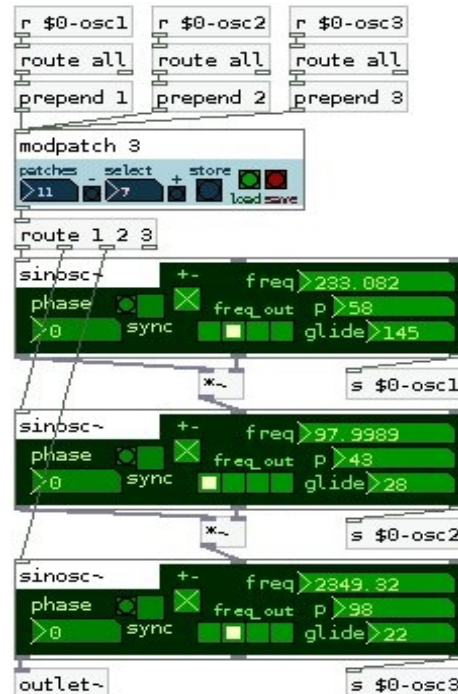 r $0-osc1 r $0-osc2 r $0-osc3
route all route all route all
prepend 1 prepend 2 prepend 3
modpatch 3
patches - select + store
11 7 load save
route 1 2 3
sinosc~ +- freq 233.082
phase freq_out p 58
0 sync glide 145
*~ s $0-osc1
sinosc~ +- freq 97.9989
phase freq_out p 43
0 sync glide 28
*~ s $0-osc2
sinosc~ +- freq 2349.32
phase freq_out p 98
0 sync glide 22
outlet~ s $0-osc3